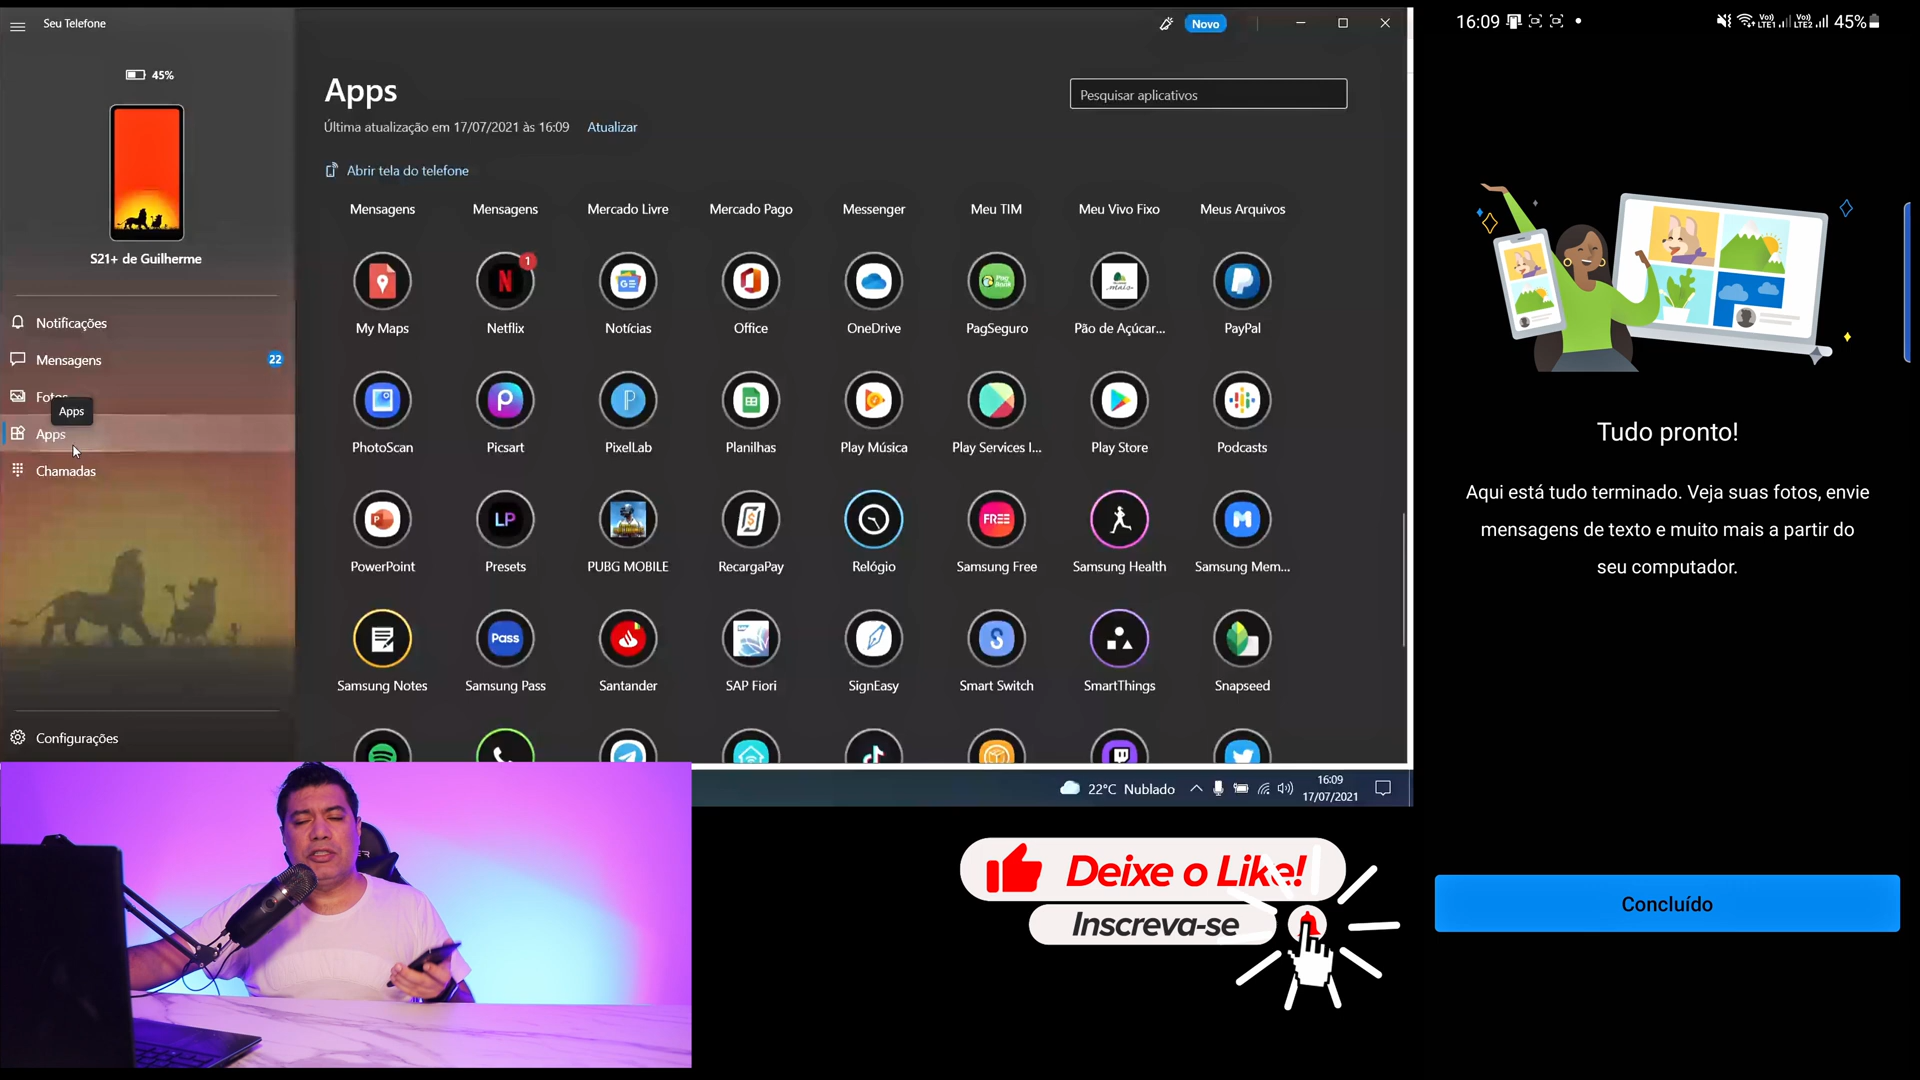 Seu Telefone
Novo
45%
S21+ de Guilherme
Notificações
Mensagens
22
Fotos
Apps
Apps
Chamadas
Configurações
Apps
Pesquisar aplicativos
Última atualização em 17/07/2021 às 16:09 Atualizar
Abrir tela do telefone
Mensagens Mensagens Mercado Livre Mercado Pago Messenger Meu TIM Meu Vivo Fixo Meus Arquivos
1
My Maps Netflix Notícias Office OneDrive PagSeguro Pão de Açúcar... PayPal
PhotoScan Picsart PixelLab Planilhas Play Música Play Services I... Play Store Podcasts
LP FREE
PowerPoint Presets PUBG MOBILE RecargaPay Relógio Samsung Free Samsung Health Samsung Mem...
Pass
Samsung Notes Samsung Pass Santander SAP Fiori SignEasy Smart Switch SmartThings Snapseed
22°C Nublado
16:09
17/07/2021
Deixe o Like!
Inscreva-se
16:09
45%
Tudo pronto!
Aqui está tudo terminado. Veja suas fotos, envie
mensagens de texto e muito mais a partir do
seu computador.
Concluído